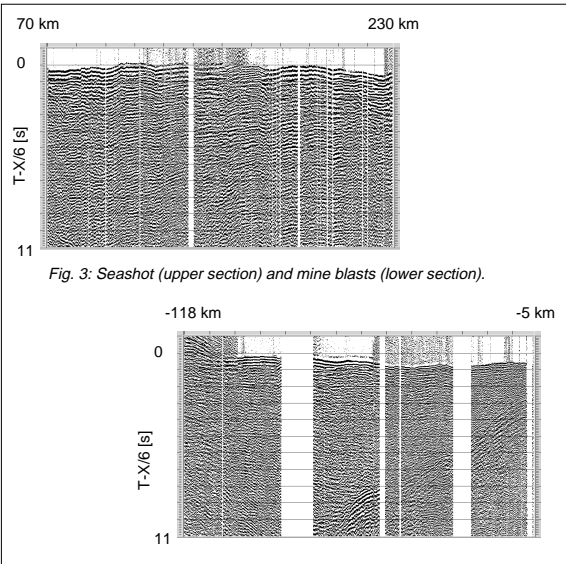 70 km 230 km
0
T-X/6 [s]
11
Fig. 3: Seashot (upper section) and mine blasts (lower section).
-118 km -5 km
0
T-X/6 [s]
11